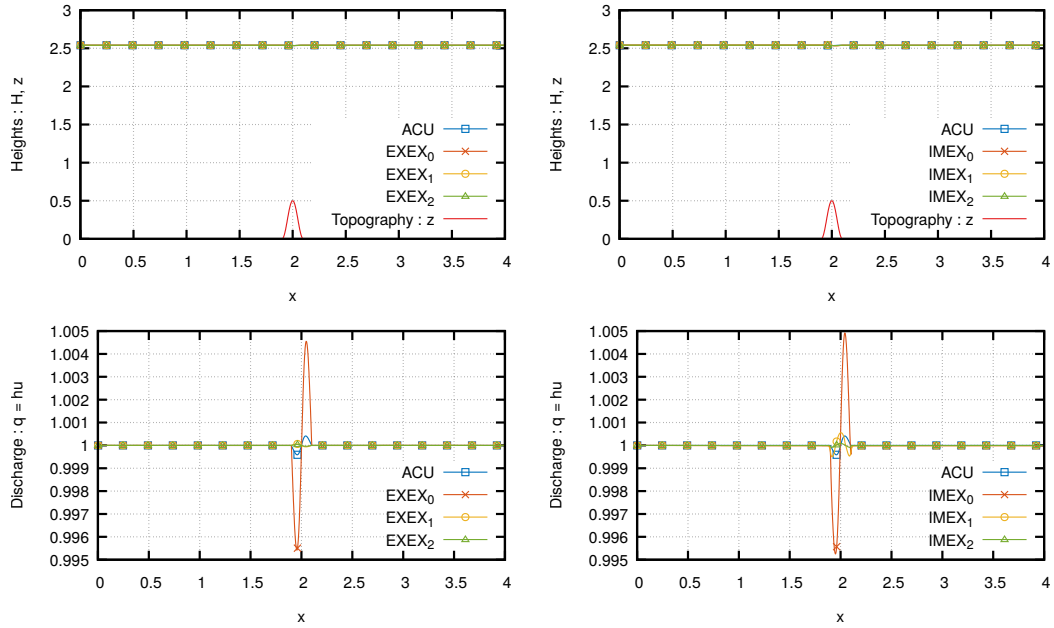 3
2.5
2
1.5
1
0.5
0
Heights : H, z
ACU
EXEX₀
EXEX₁
EXEX₂
Topography : z
0 0.5 1 1.5 2 2.5 3 3.5 4
x
3
2.5
2
1.5
1
0.5
0
Heights : H, z
ACU
IMEX₀
IMEX₁
IMEX₂
Topography : z
0 0.5 1 1.5 2 2.5 3 3.5 4
x
1.005
1.004
1.003
1.002
1.001
1
0.999
0.998
0.997
0.996
0.995
Discharge : q = hu
ACU
EXEX₀
EXEX₁
EXEX₂
0 0.5 1 1.5 2 2.5 3 3.5 4
x
1.005
1.004
1.003
1.002
1.001
1
0.999
0.998
0.997
0.996
0.995
Discharge : q = hu
ACU
IMEX₀
IMEX₁
IMEX₂
0 0.5 1 1.5 2 2.5 3 3.5 4
x